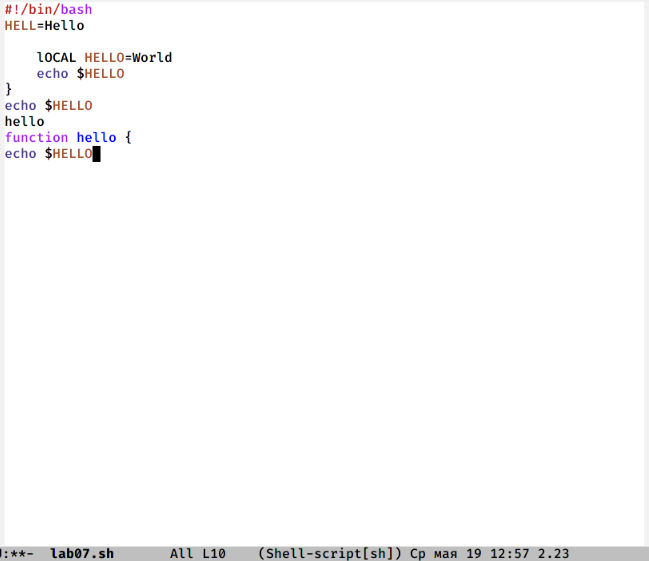 #!/bin/bash
HELL=Hello
lOCAL HELLO=World
echo $HELLO
}
echo $HELLO
hello
function hello {
echo $HELLO
:**- lab07.sh All L10 (Shell-script[sh]) Ср мая 19 12:57 2.23